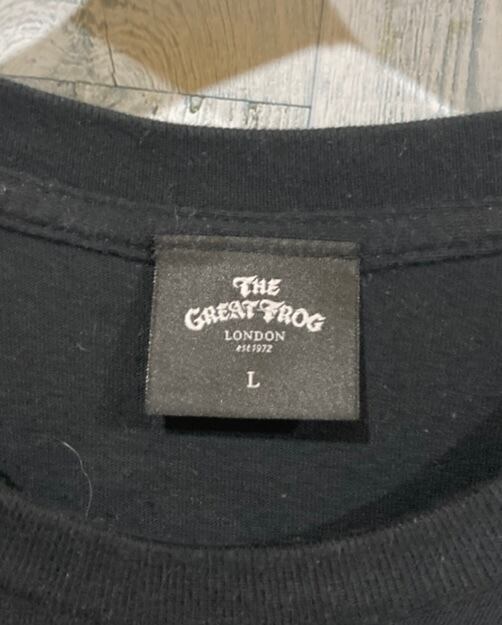 THE
GREAT FROG
LONDON
est 1972
L